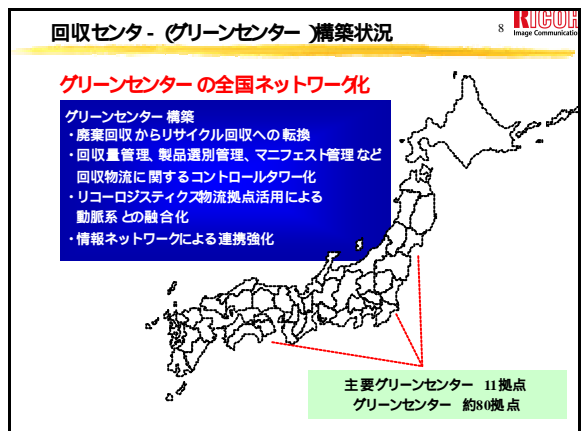 回収センタ - (グリーンセンター)構築状況
8
RICOH
Image Communication
グリーンセンターの全国ネットワーク化
グリーンセンター構築
・廃棄回収からリサイクル回収への転換
・回収量管理、製品選別管理、マニフェスト管理など
回収物流に関するコントロールタワー化
・リコーロジスティクス物流拠点活用による
動脈系との融合化
・情報ネットワークによる連携強化
主要グリーンセンター 11拠点
グリーンセンター 約80拠点